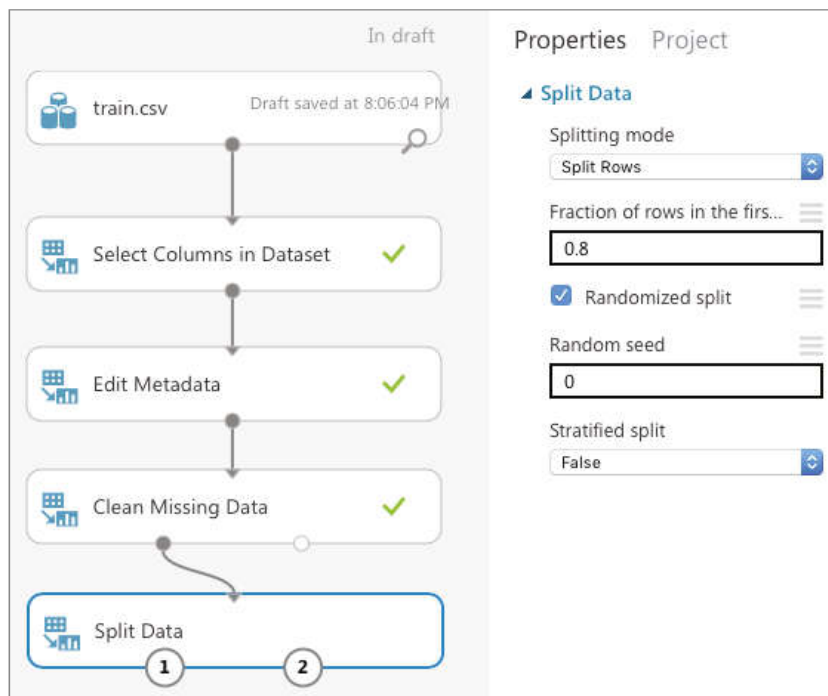 In draft
train.csv
Draft saved at 8:06:04 PM
Select Columns in Dataset
Edit Metadata
Clean Missing Data
Split Data
1
2
Properties Project
Split Data
Splitting mode
Split Rows
Fraction of rows in the firs...
0.8
Randomized split
Random seed
0
Stratified split
False